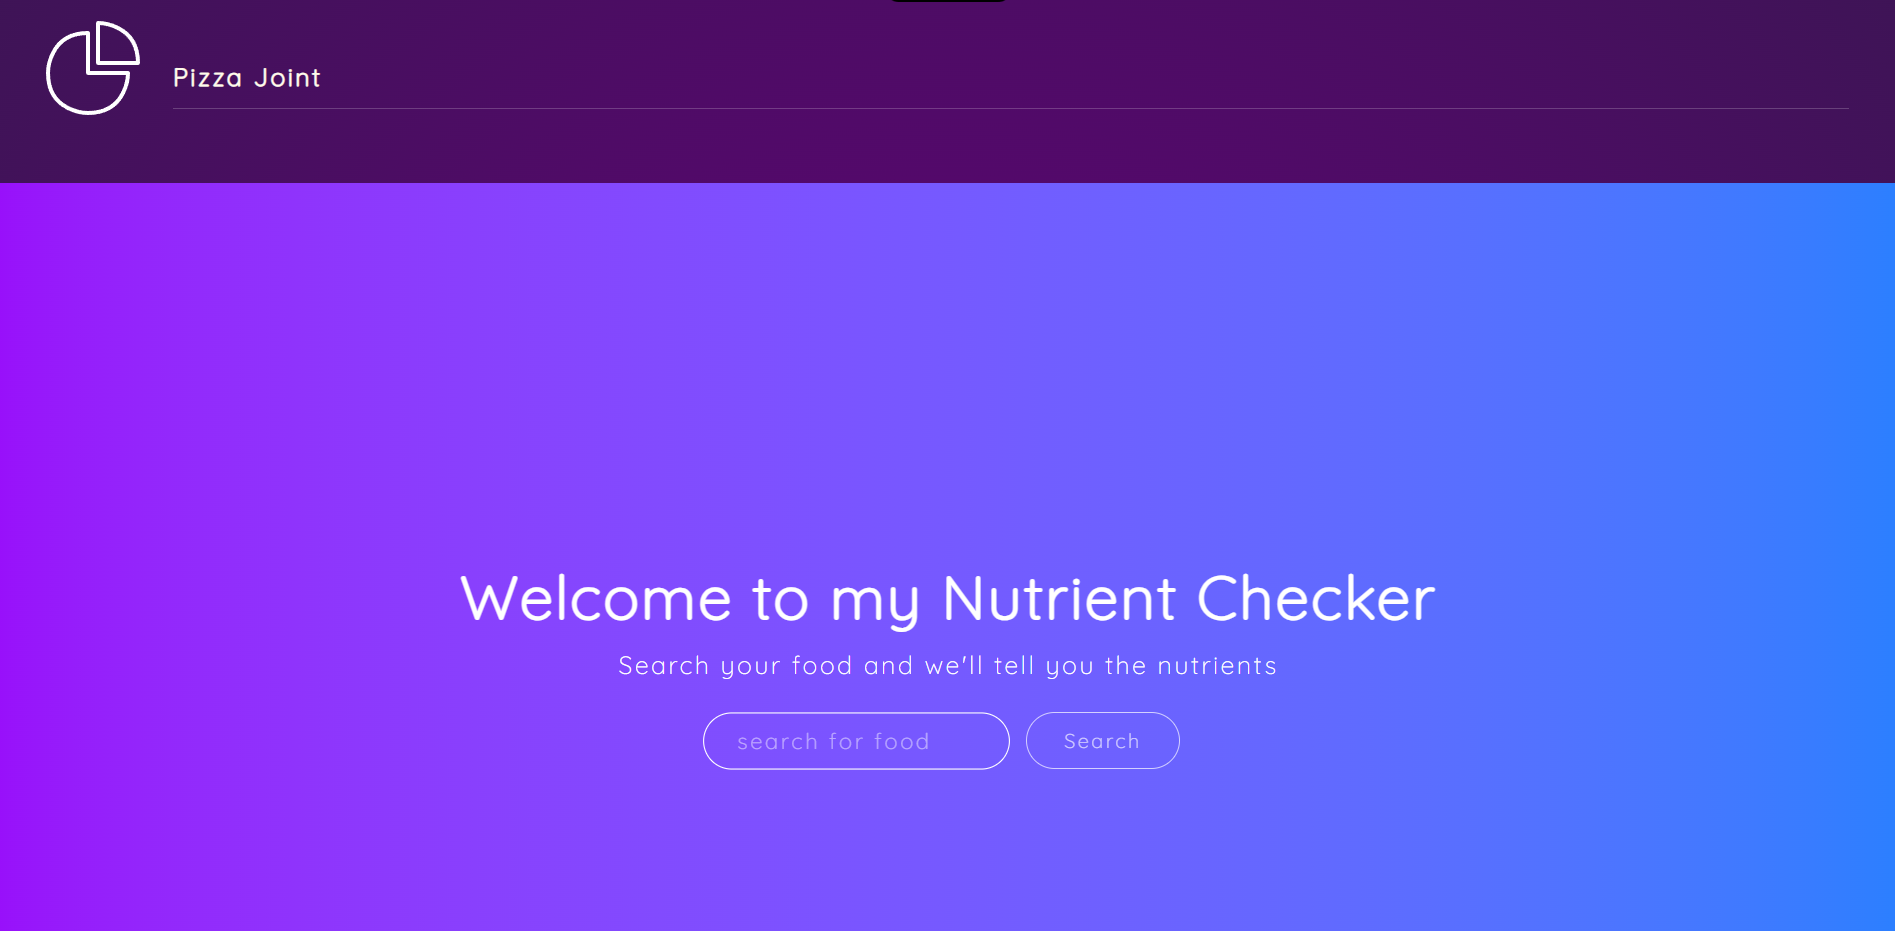 Pizza Joint
Welcome to my Nutrient Checker
Search your food and we'll tell you the nutrients
search for food
Search